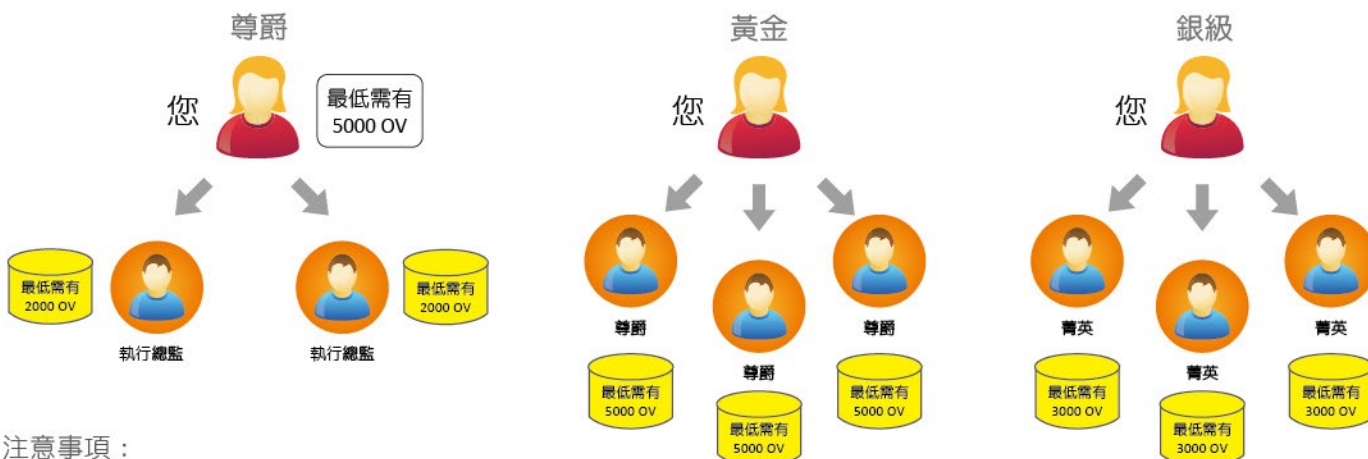 尊爵
您
最低需有
5000 OV
最低需有
2000 OV
執行總監
最低需有
2000 OV
執行總監
黃金
您
尊爵
最低需有
5000 OV
尊爵
最低需有
5000 OV
尊爵
最低需有
5000 OV
銀級
您
菁英
最低需有
3000 OV
菁英
最低需有
3000 OV
菁英
最低需有
3000 OV
注意事項：